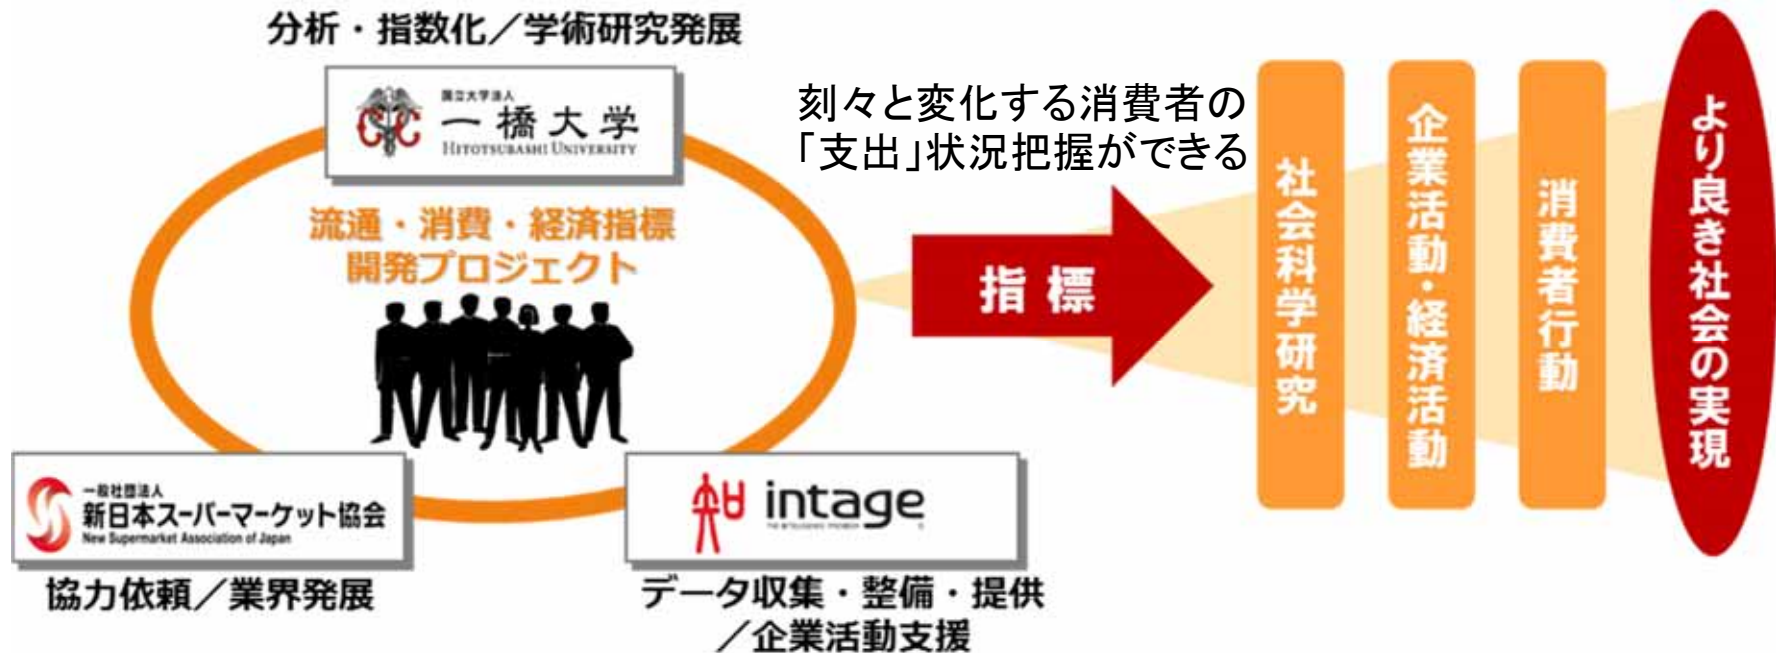 分析・指数化／学術研究発展
国立大学法人
一橋大学
HITOTSUBASHI UNIVERSITY
流通・消費・経済指標
開発プロジェクト
一般社団法人
新日本スーパーマーケット協会
New Supermarket Association of Japan
協力依頼／業界発展
intage
データ収集・整備・提供
／企業活動支援
刻々と変化する消費者の
「支出」状況把握ができる
指標
社会科学研究
企業活動・経済活動
消費者行動
より良き社会の実現